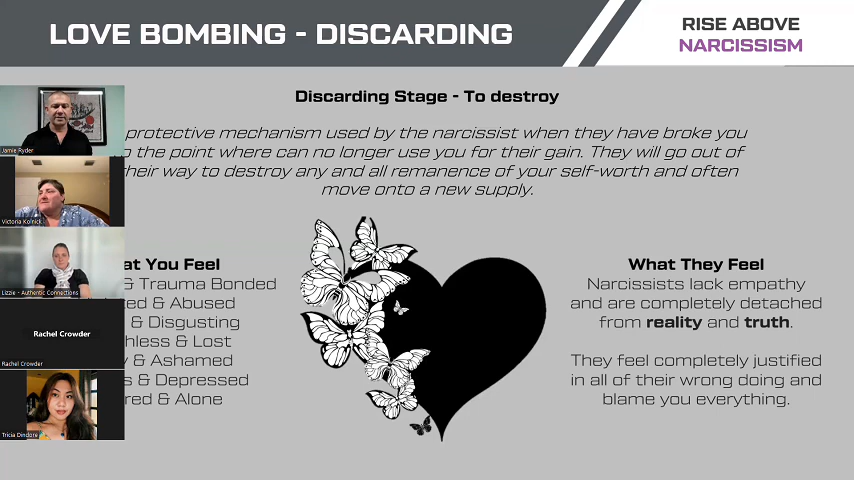 LOVE BOMBING - DISCARDING
RISE ABOVE
NARCISSISM
Discarding Stage - To destroy
protective mechanism used by the narcissist when they have broke you
the point where can no longer use you for their gain. They will go out of
their way to destroy any and all remanence of your self-worth and often
move onto a new supply.
Jamie Ryder
Victoria Kolnick
Lizzie - Authentic Connections
Rachel Crowder
Rachel Crowder
Tricia Dindore
You Feel
& Trauma Bonded
& Abused
& Disgusting
& Lost
& Ashamed
& Depressed
& Alone
What They Feel
Narcissists lack empathy
and are completely detached
from reality and truth.
They feel completely justified
in all of their wrong doing and
blame you everything.